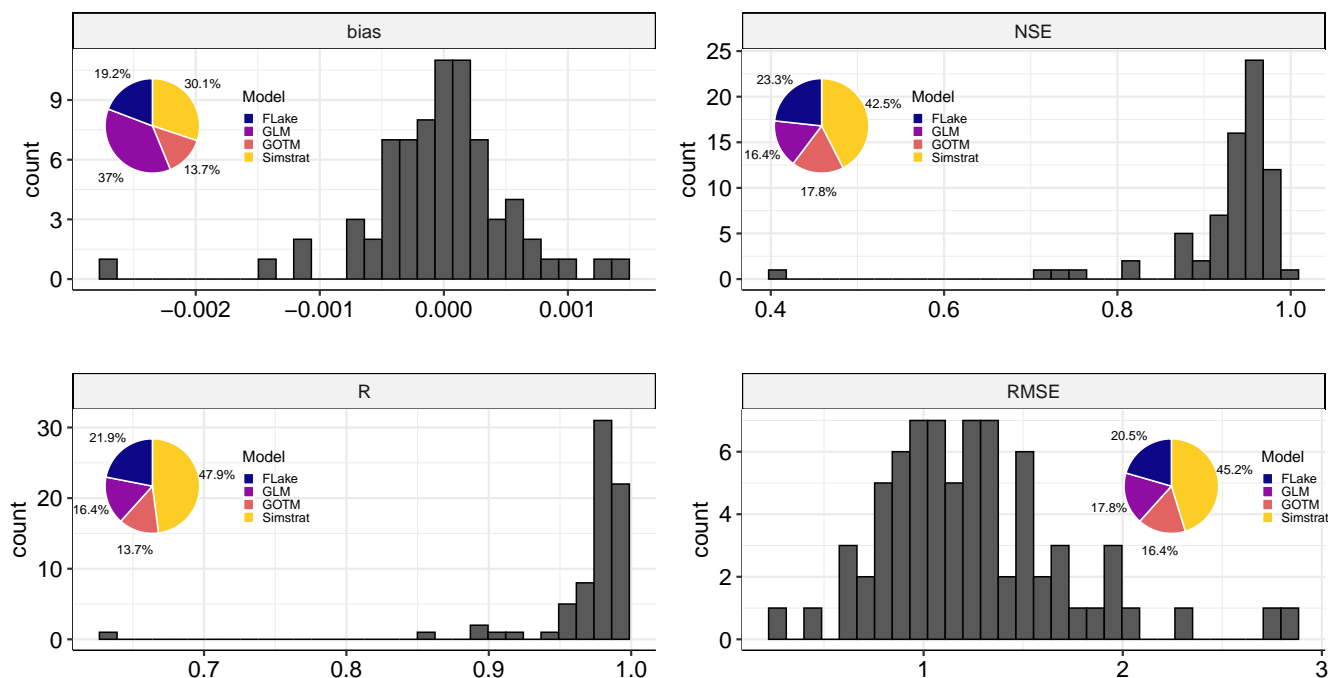 bias
count
9
6
3
0
−0.002
−0.001
0.000
0.001
19.2%
30.1%
37%
13.7%
Model
FLake
GLM
GOTM
Simstrat
NSE
count
25
20
15
10
5
0
0.4
0.6
0.8
1.0
23.3%
42.5%
16.4%
17.8%
Model
FLake
GLM
GOTM
Simstrat
R
count
30
20
10
0
0.7
0.8
0.9
1.0
21.9%
47.9%
16.4%
13.7%
Model
FLake
GLM
GOTM
Simstrat
RMSE
count
6
4
2
0
1
2
3
20.5%
45.2%
17.8%
16.4%
Model
FLake
GLM
GOTM
Simstrat